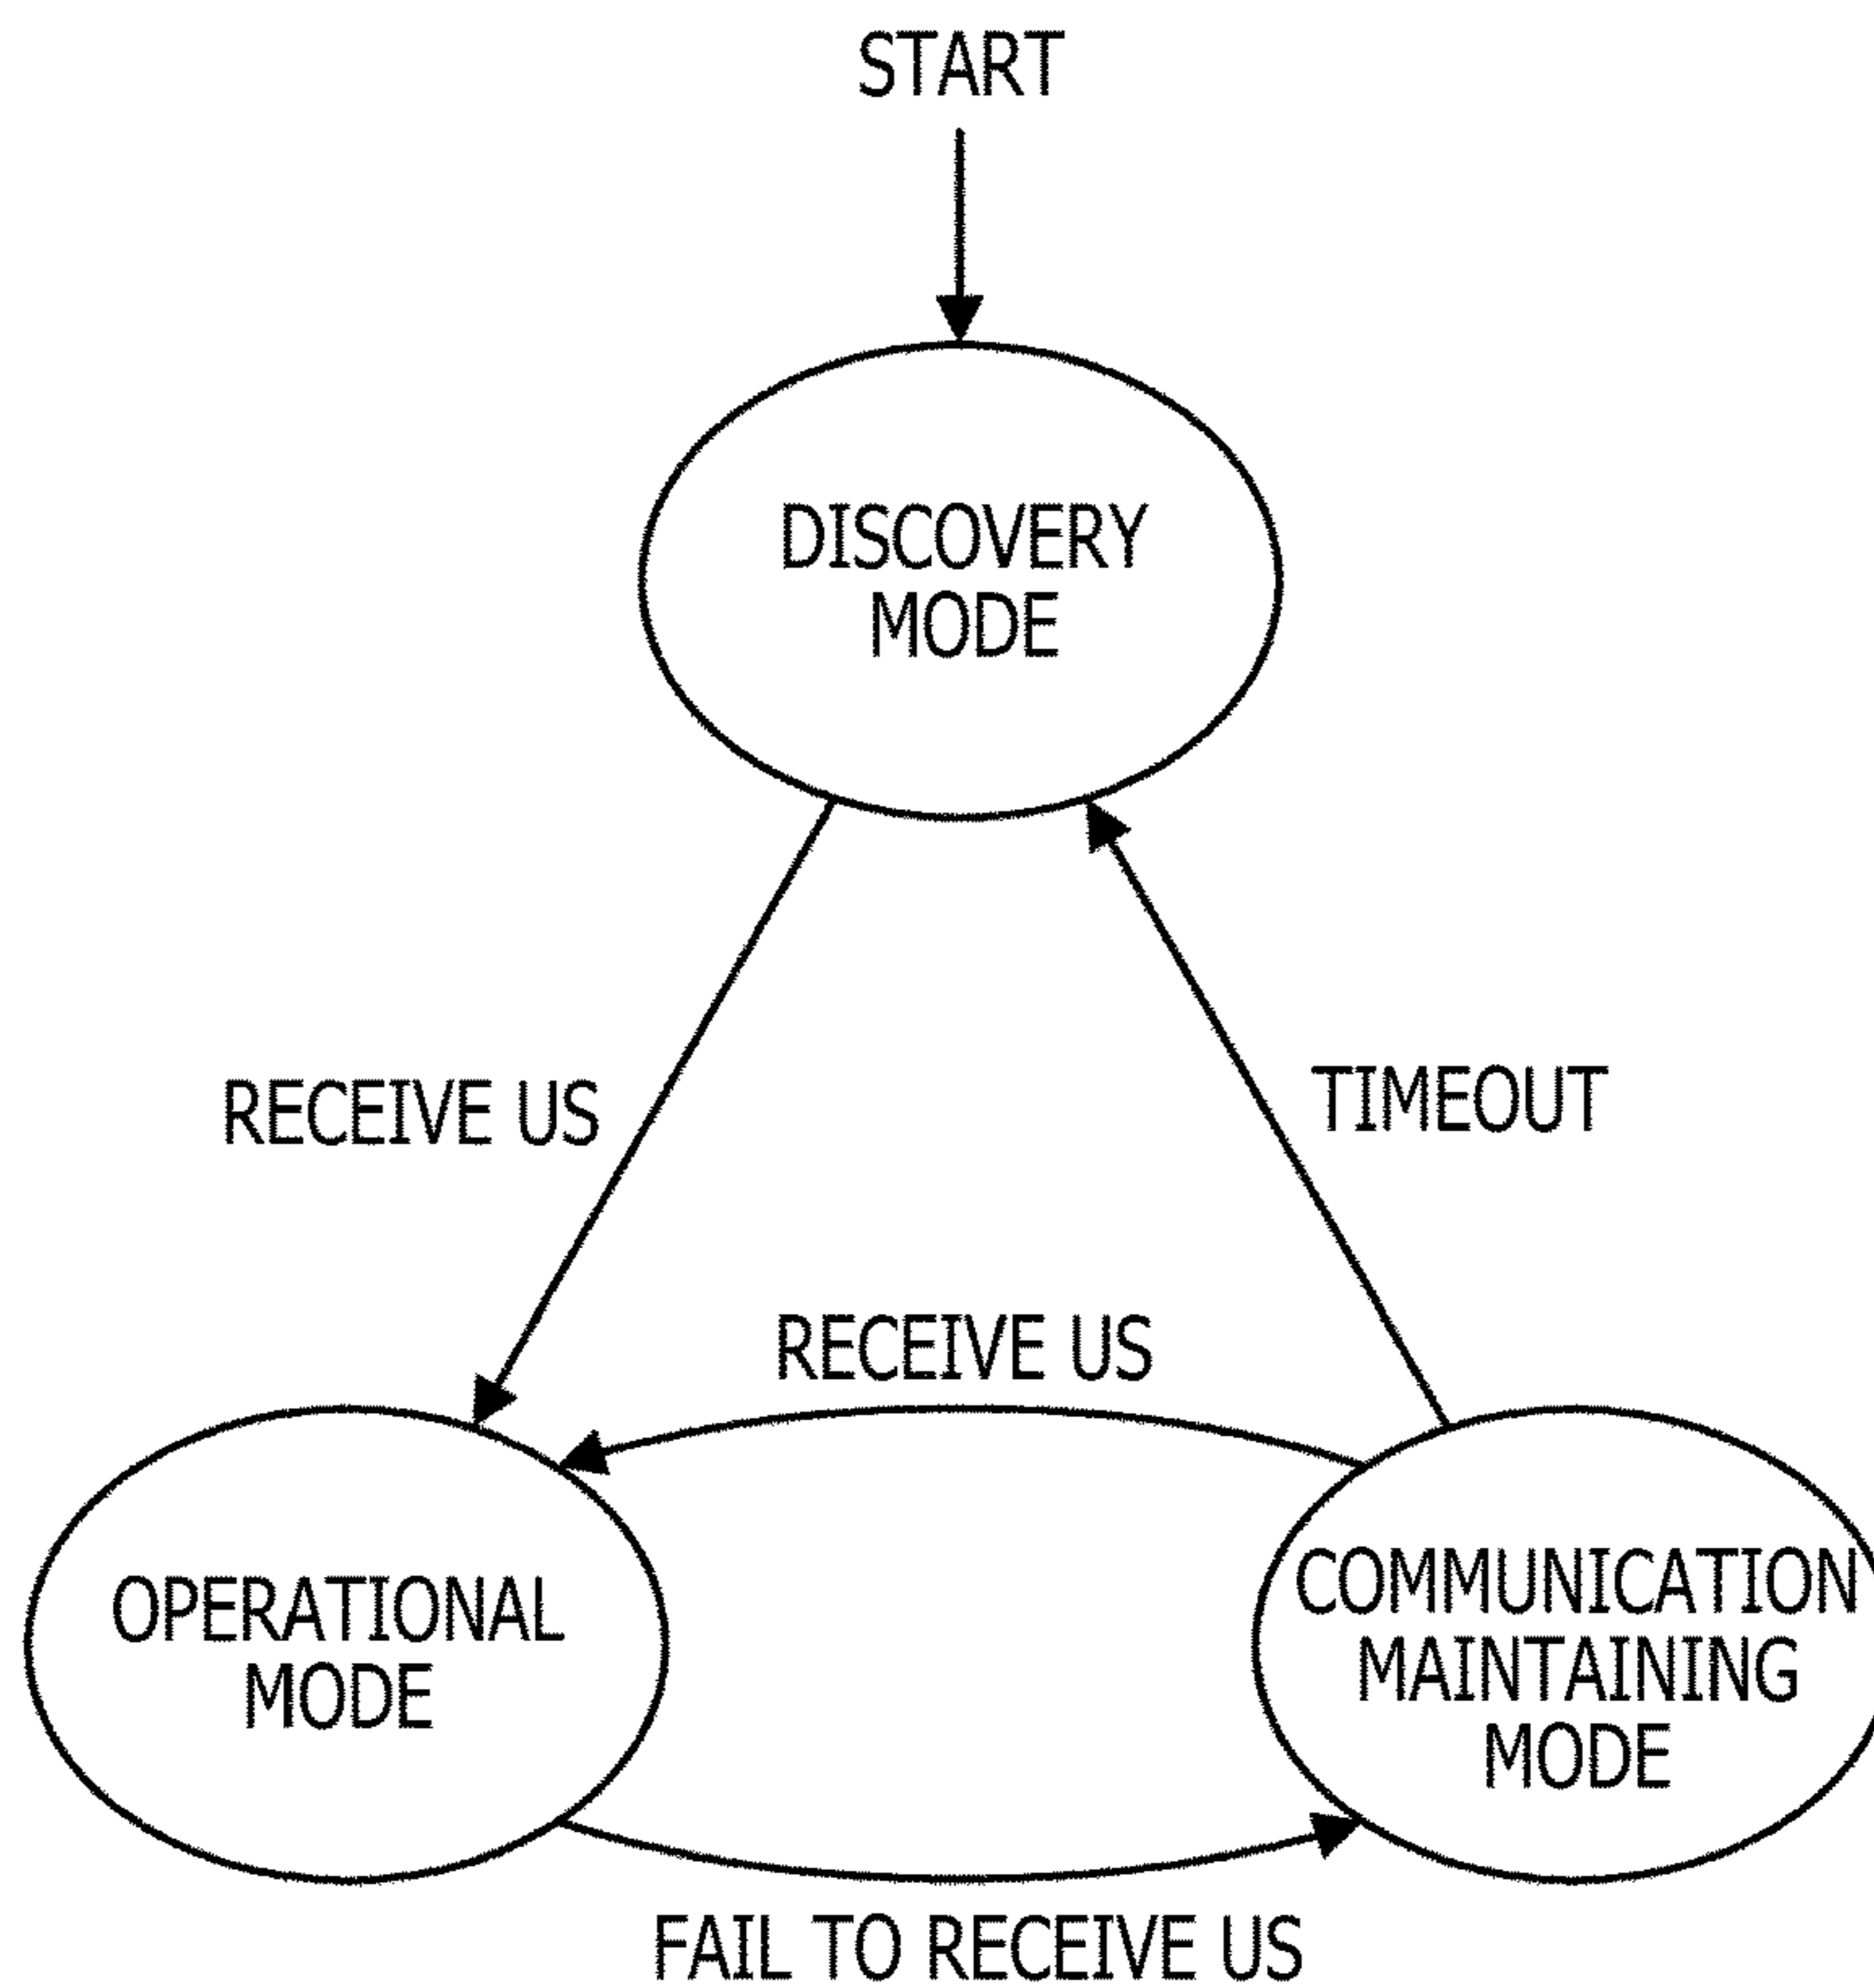 START
DISCOVERY
MODE
RECEIVE US
TIMEOUT
RECEIVE US
OPERATIONAL
MODE
COMMUNICATION
MAINTAINING
MODE
FAIL TO RECEIVE US